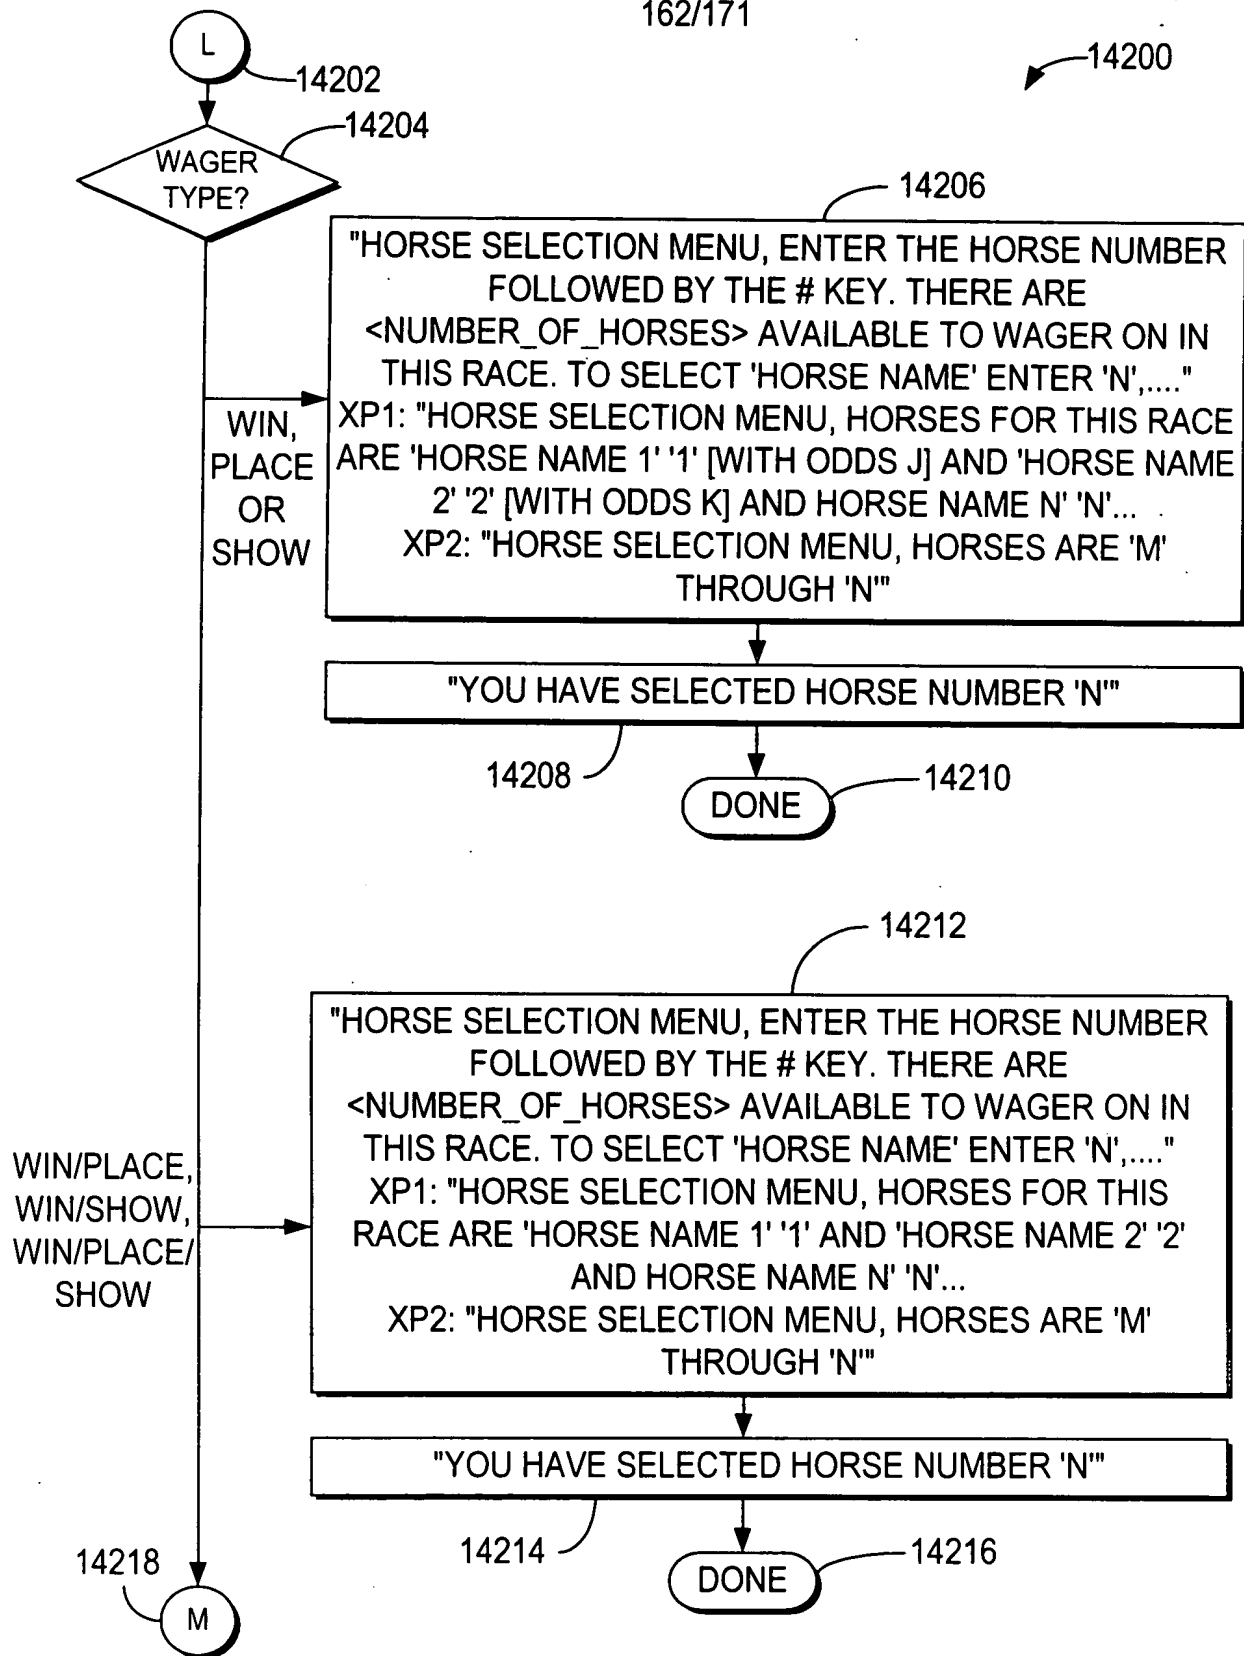 162/171
L
14202
14200
14204
WAGER
TYPE?
14206
"HORSE SELECTION MENU, ENTER THE HORSE NUMBER
FOLLOWED BY THE # KEY. THERE ARE
<NUMBER_OF_HORSES> AVAILABLE TO WAGER ON IN
THIS RACE. TO SELECT 'HORSE NAME' ENTER 'N',...."
XP1: "HORSE SELECTION MENU, HORSES FOR THIS RACE
ARE 'HORSE NAME 1' '1' [WITH ODDS J] AND 'HORSE NAME
2' '2' [WITH ODDS K] AND HORSE NAME N' 'N'...
XP2: "HORSE SELECTION MENU, HORSES ARE 'M'
THROUGH 'N'"
WIN,
PLACE
OR
SHOW
"YOU HAVE SELECTED HORSE NUMBER 'N'"
14208
14210
DONE
14212
"HORSE SELECTION MENU, ENTER THE HORSE NUMBER
FOLLOWED BY THE # KEY. THERE ARE
<NUMBER_OF_HORSES> AVAILABLE TO WAGER ON IN
THIS RACE. TO SELECT 'HORSE NAME' ENTER 'N',...."
XP1: "HORSE SELECTION MENU, HORSES FOR THIS
RACE ARE 'HORSE NAME 1' '1' AND 'HORSE NAME 2' '2'
AND HORSE NAME N' 'N'...
XP2: "HORSE SELECTION MENU, HORSES ARE 'M'
THROUGH 'N'"
WIN/PLACE,
WIN/SHOW,
WIN/PLACE/
SHOW
"YOU HAVE SELECTED HORSE NUMBER 'N'"
14214
14216
DONE
14218
M